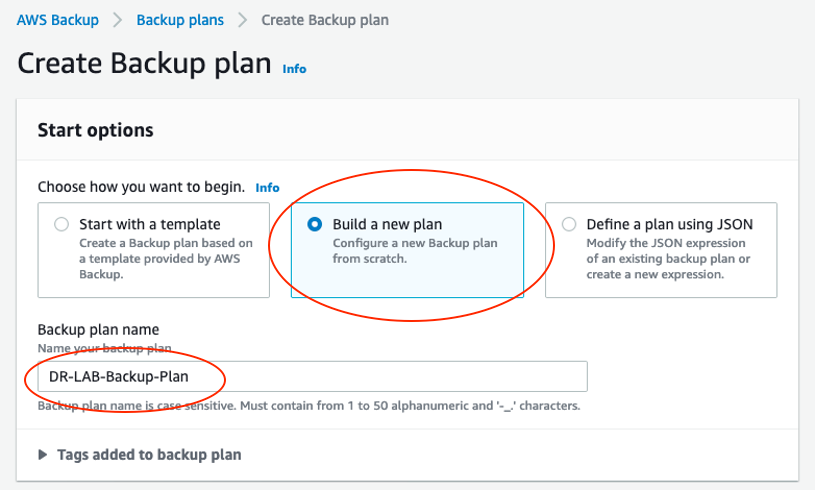 AWS Backup > Backup plans > Create Backup plan
Create Backup plan Info
Start options
Choose how you want to begin. Info
Start with a template
Create a Backup plan based on
a template provided by AWS
Backup.
Build a new plan
Configure a new Backup plan
from scratch.
Define a plan using JSON
Modify the JSON expression
of an existing backup plan or
create a new expression.
Backup plan name
Name your backup plan
DR-LAB-Backup-Plan
Backup plan name is case sensitive. Must contain from 1 to 50 alphanumeric and '-_.' characters.
Tags added to backup plan